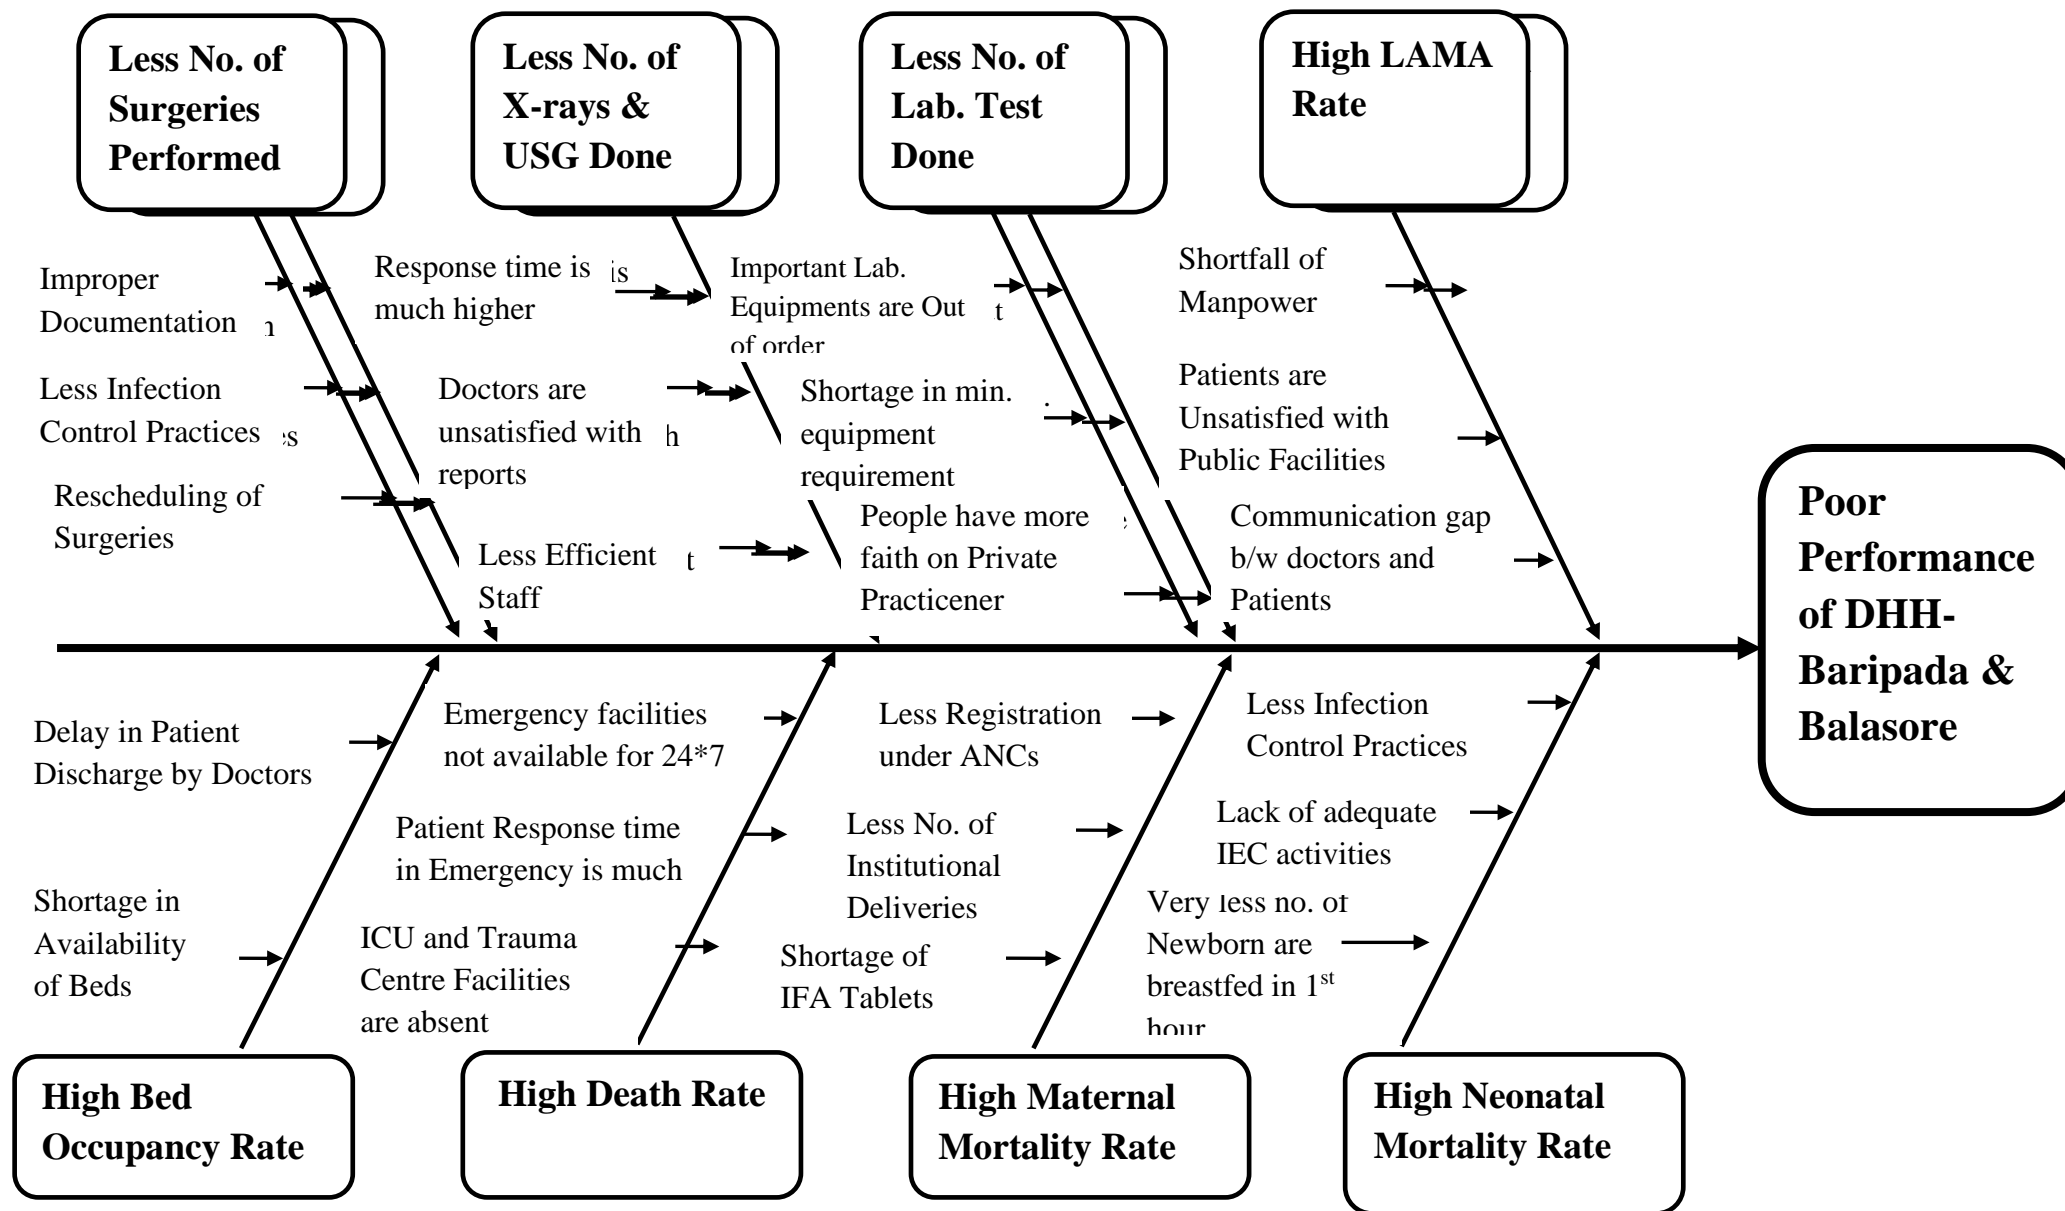 Less No. of
Surgeries
Performed
Less No. of
X-rays &
USG Done
Less No. of
Lab. Test
Done
High LAMA
Rate
Improper
Documentation
Less Infection
Control Practices
Rescheduling of
Surgeries
Response time is
much higher
Doctors are
unsatisfied with
reports
Less Efficient
Staff
Important Lab.
Equipments are Out
of order
Shortage in min.
equipment
requirement
People have more
faith on Private
Practicener
Shortfall of
Manpower
Patients are
Unsatisfied with
Public Facilities
Communication gap
b/w doctors and
Patients
Poor
Performance
of DHH-
Baripada &
Balasore
Delay in Patient
Discharge by Doctors
Shortage in
Availability
of Beds
Emergency facilities
not available for 24*7
Patient Response time
in Emergency is much
ICU and Trauma
Centre Facilities
are absent
Less Registration
under ANCs
Less No. of
Institutional
Deliveries
Shortage of
IFA Tablets
Less Infection
Control Practices
Lack of adequate
IEC activities
Very less no. of
Newborn are
breastfed in 1st
hour
High Bed
Occupancy Rate
High Death Rate
High Maternal
Mortality Rate
High Neonatal
Mortality Rate